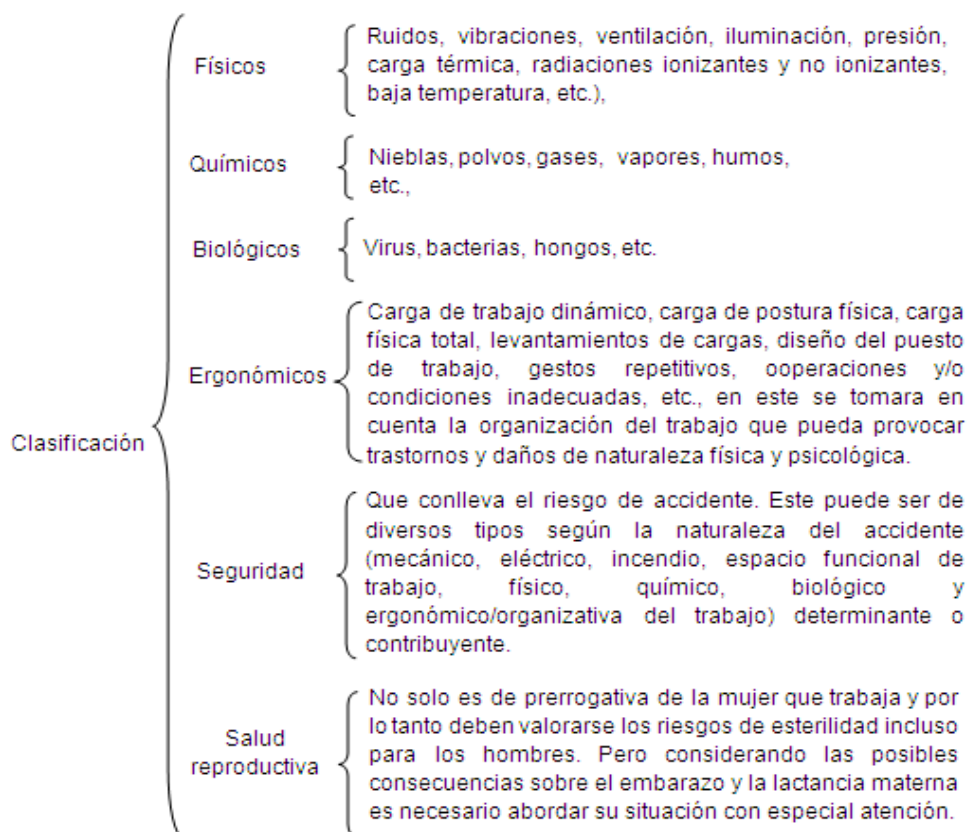 Clasificación
Físicos
Ruidos, vibraciones, ventilación, iluminación, presión,
carga térmica, radiaciones ionizantes y no ionizantes,
baja temperatura, etc.),
Químicos
Nieblas, polvos, gases, vapores, humos,
etc.,
Biológicos
Virus, bacterias, hongos, etc.
Ergonómicos
Carga de trabajo dinámico, carga de postura física, carga
física total, levantamientos de cargas, diseño del puesto
de trabajo, gestos repetitivos, ooperaciones y/o
condiciones inadecuadas, etc., en este se tomara en
cuenta la organización del trabajo que pueda provocar
trastornos y daños de naturaleza física y psicológica.
Seguridad
Que conlleva el riesgo de accidente. Este puede ser de
diversos tipos según la naturaleza del accidente
(mecánico, eléctrico, incendio, espacio funcional de
trabajo, físico, químico, biológico y
ergonómico/organizativa del trabajo) determinante o
contribuyente.
Salud
reproductiva
No solo es de prerrogativa de la mujer que trabaja y por
lo tanto deben valorarse los riesgos de esterilidad incluso
para los hombres. Pero considerando las posibles
consecuencias sobre el embarazo y la lactancia materna
es necesario abordar su situación con especial atención.